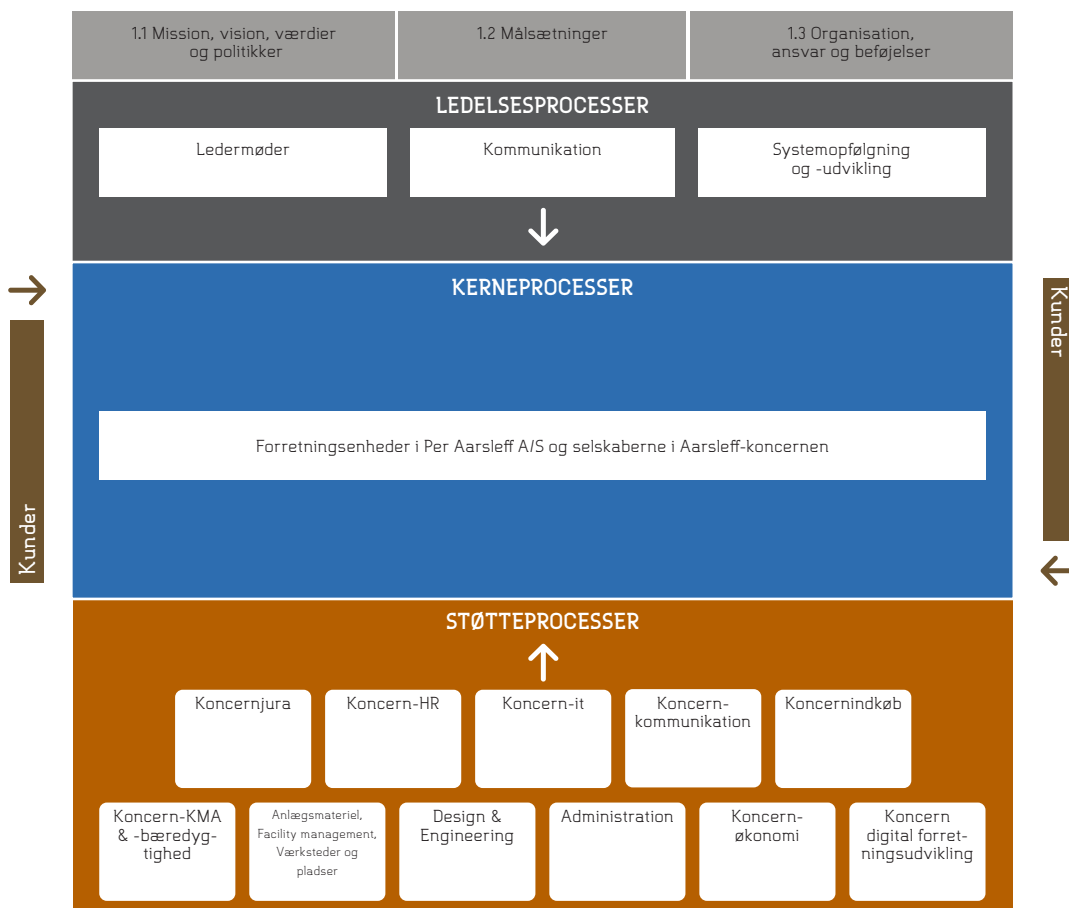 1.1 Mission, vision, værdier
og politikker
1.2 Målsætninger
1.3 Organisation,
ansvar og beføjelser
LEDELSESPROCESSER
Ledermøder
Kommunikation
Systemopfølgning
og -udvikling
KERNEPROCESSER
Kunder
Kunder
Forretningsenheder i Per Aarsleff A/S og selskaberne i Aarsleff-koncernen
STØTTEPROCESSER
Koncernjura
Koncern-HR
Koncern-it
Koncern-
kommunikation
Koncernindkøb
Koncern-KMA
& -bæredyg-
tighed
Anlægsmateriel,
Facility management,
Værksteder og
pladser
Design &
Engineering
Administration
Koncern-
økonomi
Koncern
digital forret-
ningsudvikling